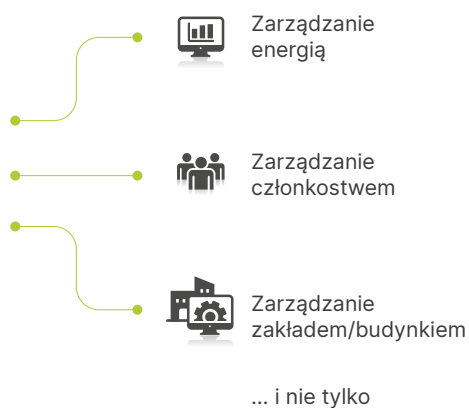 Zarządzanie
energią
Zarządzanie
członkostwem
Zarządzanie
zakładem/budynkiem
... i nie tylko